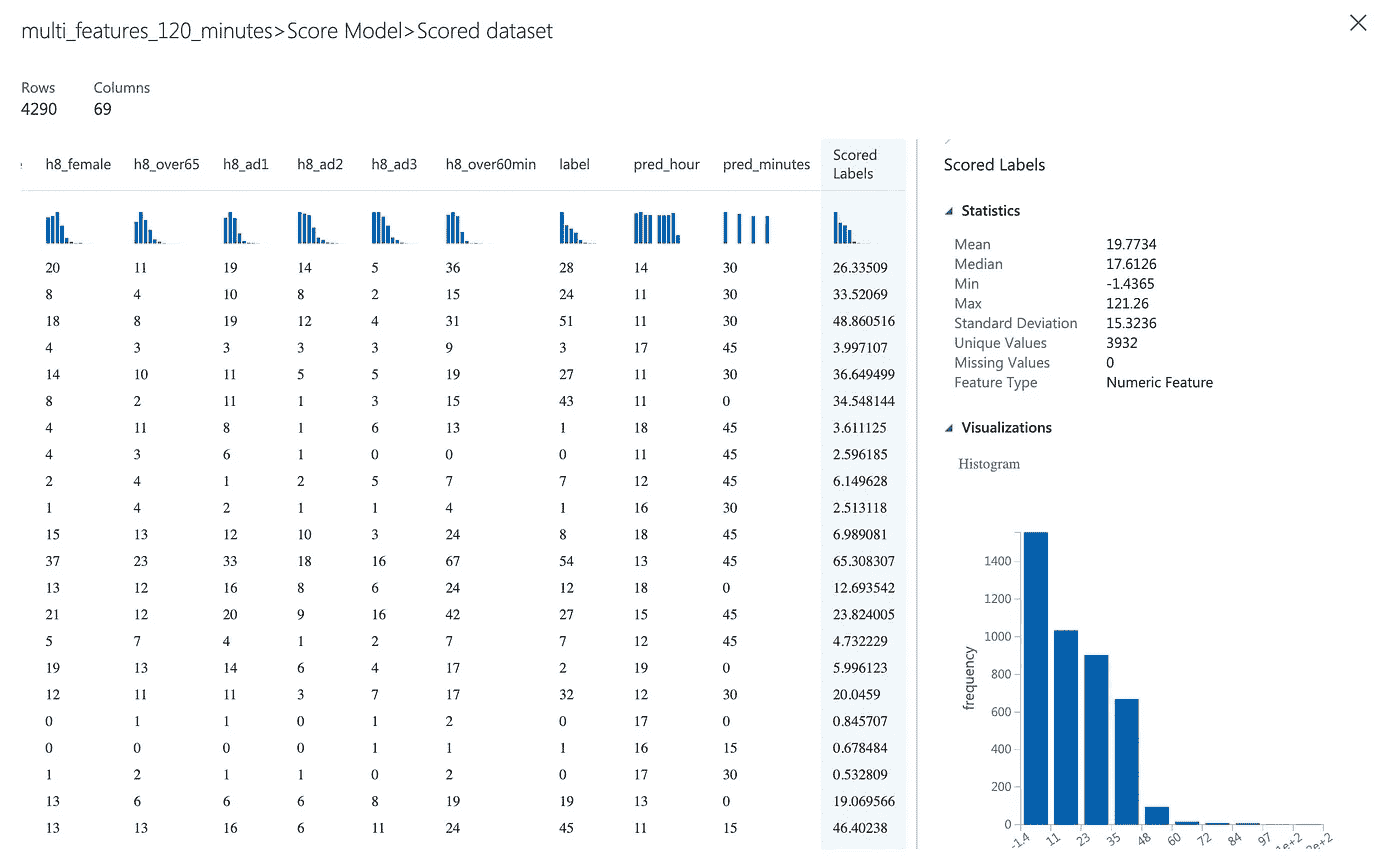 multi_features_120_minutes>Score Model>Scored dataset
Rows Columns
4290 69
h8_female h8_over65 h8_ad1 h8_ad2 h8_ad3 h8_over60min label pred_hour pred_minutes Scored Labels
20 11 19 14 5 36 28 14 30 26.33509
8 4 10 8 2 15 24 11 30 33.52069
18 8 19 12 4 31 51 11 30 48.860516
4 3 3 3 3 9 3 17 45 3.997107
14 10 11 5 5 19 27 11 30 36.649499
8 2 11 1 3 15 43 11 0 34.548144
4 11 8 1 6 13 1 18 45 3.611125
4 3 6 1 0 0 0 11 45 2.596185
2 4 1 2 5 7 7 12 45 6.149628
1 4 2 1 1 4 1 16 30 2.513118
15 13 12 10 3 24 8 18 45 6.989081
37 23 33 18 16 67 54 13 45 65.308307
13 12 16 8 6 24 12 18 0 12.693542
21 12 20 9 16 42 27 15 45 23.824005
5 7 4 1 2 7 7 12 45 4.732229
19 13 14 6 4 17 2 19 0 5.996123
12 11 11 3 7 17 32 12 30 20.0459
0 1 1 0 1 2 0 17 0 0.845707
0 0 0 0 1 1 1 16 15 0.678484
1 2 1 1 0 2 0 17 30 0.532809
13 6 6 6 8 19 19 13 0 19.069566
13 13 16 6 11 24 45 11 15 46.40238
Scored Labels
Statistics
Mean 19.7734
Median 17.6126
Min -1.4365
Max 121.26
Standard Deviation 15.3236
Unique Values 3932
Missing Values 0
Feature Type Numeric Feature
Visualizations
Histogram
frequency
1400
1200
1000
800
600
400
200
0
-1.4 11 23 35 48 60 72 84 97